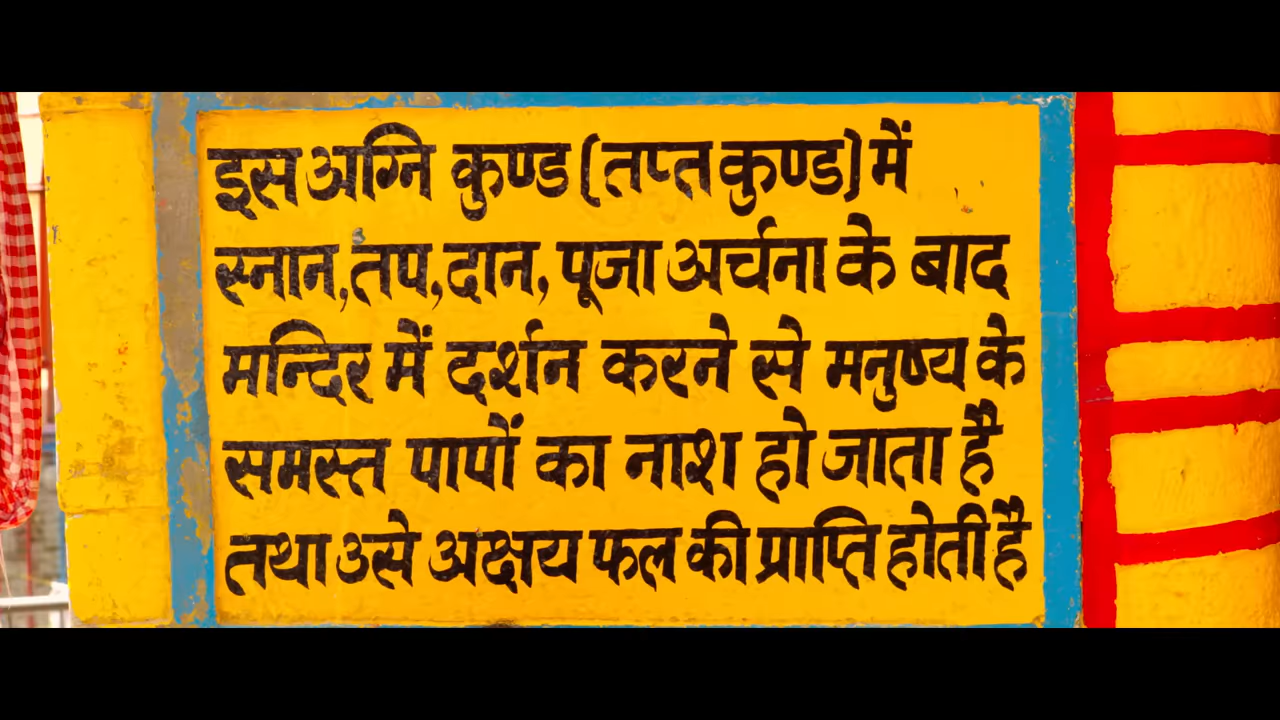 इस अग्नि कुण्ड (तप्त कुण्ड) में
स्नान, तप, दान, पूजा अर्चना के बाद
मन्दिर में दर्शन करने से मनुष्य के
समस्त पापों का नाश हो जाता है
तथा उसे अक्षय फल की प्राप्ति होती है